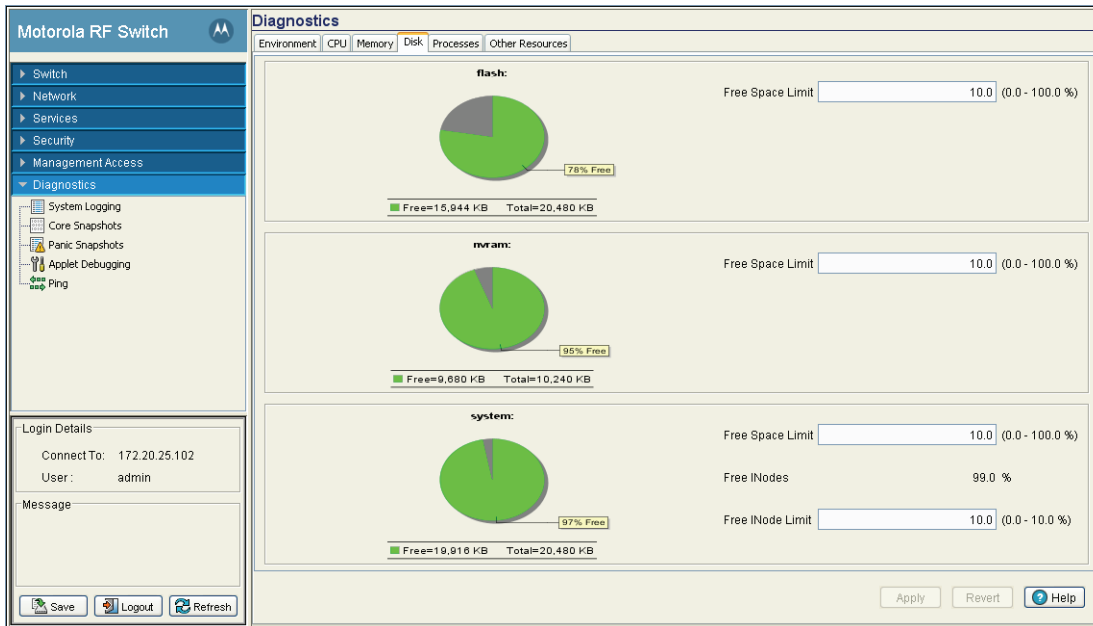 Motorola RF Switch
Switch
Network
Services
Security
Management Access
Diagnostics
System Logging
Core Snapshots
Panic Snapshots
Applet Debugging
Ping
Login Details
Connect To: 172.20.25.102
User : admin
Message
Save Logout Refresh
Diagnostics
Environment CPU Memory Disk Processes Other Resources
flash:
Free Space Limit 10.0 (0.0 - 100.0 %)
78% Free
Free=15,944 KB Total=20,480 KB
nvram:
Free Space Limit 10.0 (0.0 - 100.0 %)
95% Free
Free=9,680 KB Total=10,240 KB
system:
Free Space Limit 10.0 (0.0 - 100.0 %)
Free INodes 99.0 %
97% Free
Free INode Limit 10.0 (0.0 - 10.0 %)
Free=19,916 KB Total=20,480 KB
Apply Revert Help